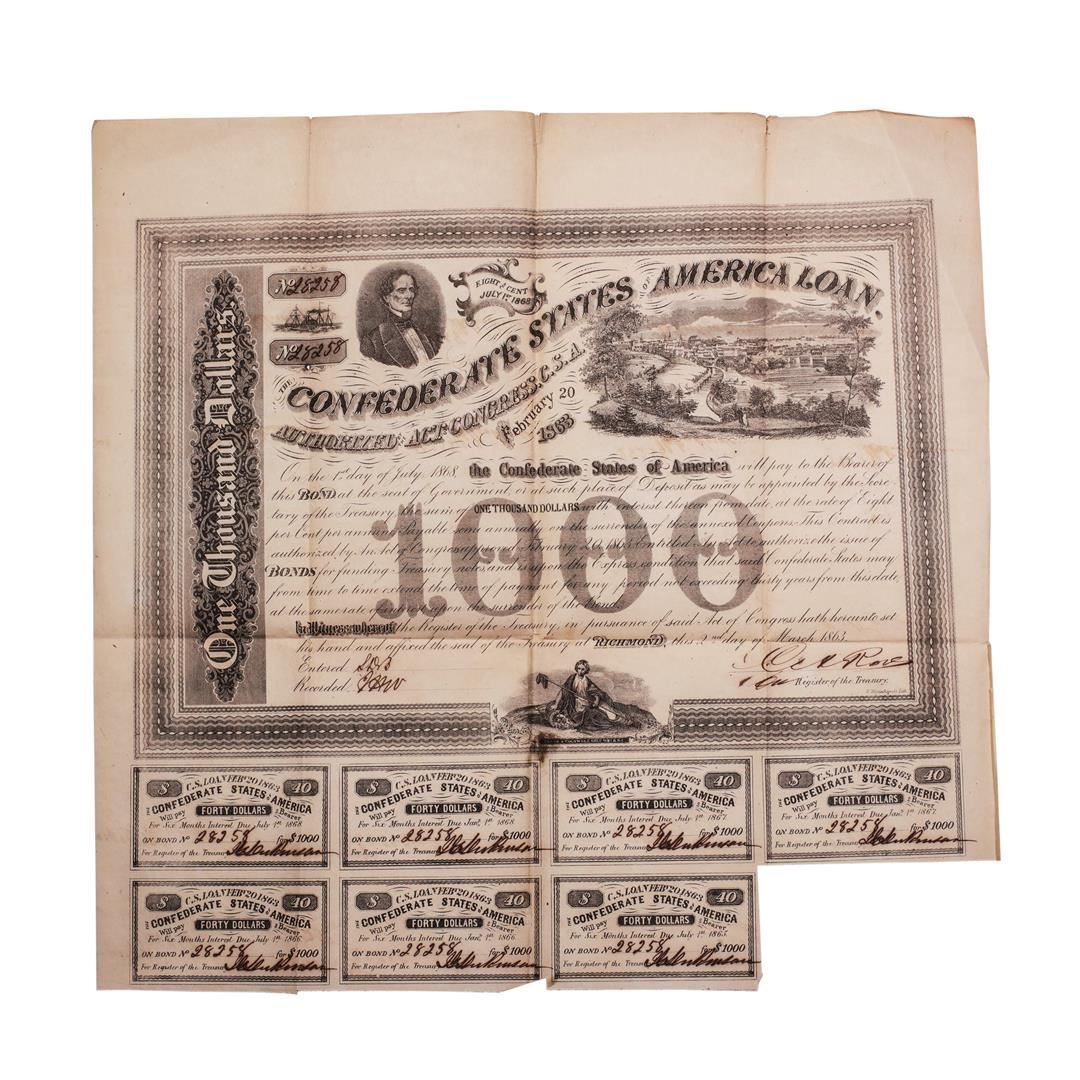 One Thousand Dollars
No 28258
No 28258
EIGHT P CENT
JULY 1st 1868
THE CONFEDERATE STATES OF AMERICA LOAN.
AUTHORIZED BY ACT OF CONGRESS, C.S.A.
February 20
1863
On the 1st day of July, 1868 the Confederate States of America will pay to the Bearer of
this BOND at the seat of Government, or at such place of Deposit as may be appointed by the Secre-
tary of the Treasury the sum of ONE THOUSAND DOLLARS with Interest thereon from date, at the rate of Eight
per Cent per annum Payable semi annually on the surrender of the annexed Coupons. This Contract is
authorized by An Act of Congress approved February 20, 1863 Entitled An act to authorize the issue of
BONDS for funding Treasury notes, and is upon the Express condition that said Confederate States may
from time to time extend the time of payment for any period not exceeding thirty years from this date,
at the same rate of interest upon the surrender of the bond.
1000
In Witness whereof the Register of the Treasury, in pursuance of said Act of Congress hath hereunto set
his hand and affixed the seal of the Treasury at RICHMOND, this 2nd day of March 1863.
Entered
Recorded
Register of the Treasury.
8 C.S. LOAN FEBy 20 1863 40
THE CONFEDERATE STATES OF AMERICA
Will pay FORTY DOLLARS to Bearer
For Six Months Interest Due July 1st 1868
ON BOND No 28258 for $1000
For Register of the Treasury
8 C.S. LOAN FEBy 20 1863 40
THE CONFEDERATE STATES OF AMERICA
Will pay FORTY DOLLARS to Bearer
For Six Months Interest Due Jany 1st 1868
ON BOND No 28258 for $1000
For Register of the Treasury
8 C.S. LOAN FEBy 20 1863 40
THE CONFEDERATE STATES OF AMERICA
Will pay FORTY DOLLARS to Bearer
For Six Months Interest Due July 1st 1867
ON BOND No 28258 for $1000
For Register of the Treasury
8 C.S. LOAN FEBy 20 1863 40
THE CONFEDERATE STATES OF AMERICA
Will pay FORTY DOLLARS to Bearer
For Six Months Interest Due Jany 1st 1867
ON BOND No 28258 for $1000
For Register of the Treasury
8 C.S. LOAN FEBy 20 1863 40
THE CONFEDERATE STATES OF AMERICA
Will pay FORTY DOLLARS to Bearer
For Six Months Interest Due July 1st 1866
ON BOND No 28258 for $1000
For Register of the Treasury
8 C.S. LOAN FEBy 20 1863 40
THE CONFEDERATE STATES OF AMERICA
Will pay FORTY DOLLARS to Bearer
For Six Months Interest Due Jany 1st 1866
ON BOND No 28258 for $1000
For Register of the Treasury
8 C.S. LOAN FEBy 20 1863 40
THE CONFEDERATE STATES OF AMERICA
Will pay FORTY DOLLARS to Bearer
For Six Months Interest Due July 1st 1865
ON BOND No 28258 for $1000
For Register of the Treasury